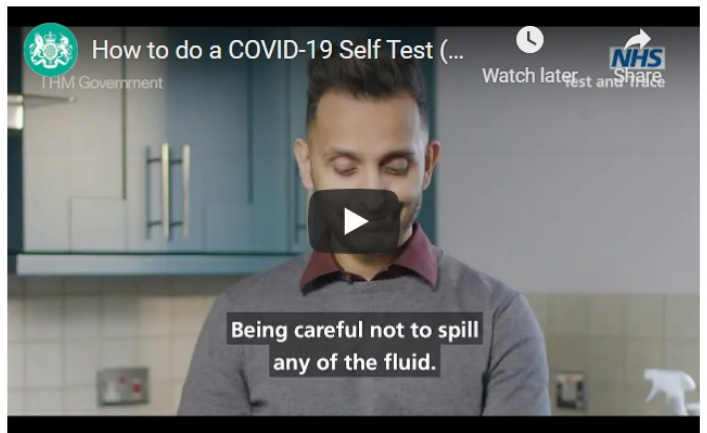 How to do a COVID-19 Self Test (...
HM Government
Watch later
Share
NHS
Test and Trace
Being careful not to spill
any of the fluid.